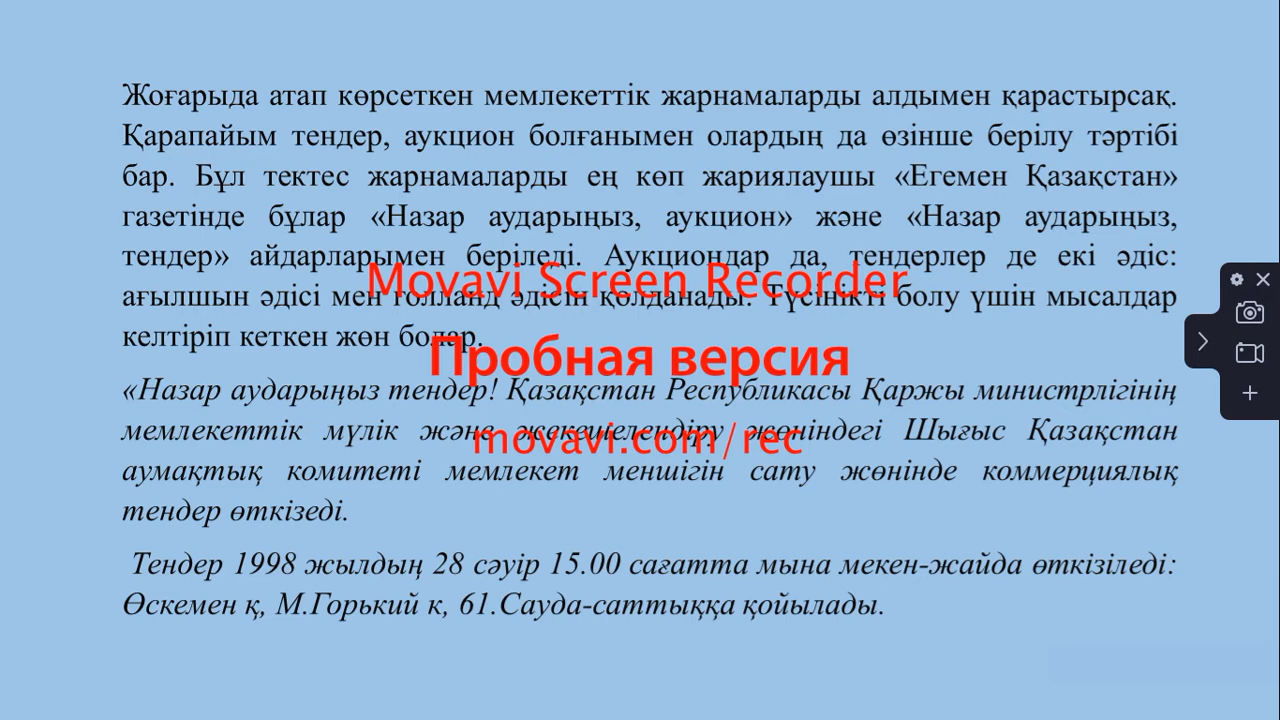 Жоғарыда атап көрсеткен мемлекеттік жарнамаларды алдымен қарастырсақ.
Қарапайым тендер, аукцион болғанымен олардың да өзінше берілу тәртібі
бар. Бұл тектес жарнамаларды ең көп жариялаушы «Егемен Қазақстан»
газетінде бұлар «Назар аударыңыз, аукцион» және «Назар аударыңыз,
тендер» айдарларымен беріледі. Аукциондар да, тендерлер де екі әдіс:
Movavi Screen Recorder
ағылшын әдісі мен голланд әдісін қолданады. Түсінікті болу үшін мысалдар
келтіріп кеткен жөн болар.
Пробная версия
«Назар аударыңыз тендер! Қазақстан Республикасы Қаржы министрлігінің
мемлекеттік мүлік және жекешелендіру жөніндегі Шығыс Қазақстан
movavi.com/rec
аумақтық комитеті мемлекет меншігін сату жөнінде коммерциялық
тендер өткізеді.
Тендер 1998 жылдың 28 сәуір 15.00 сағатта мына мекен-жайда өткізіледі:
Өскемен қ, М.Горький к, 61.Сауда-саттыққа қойылады.